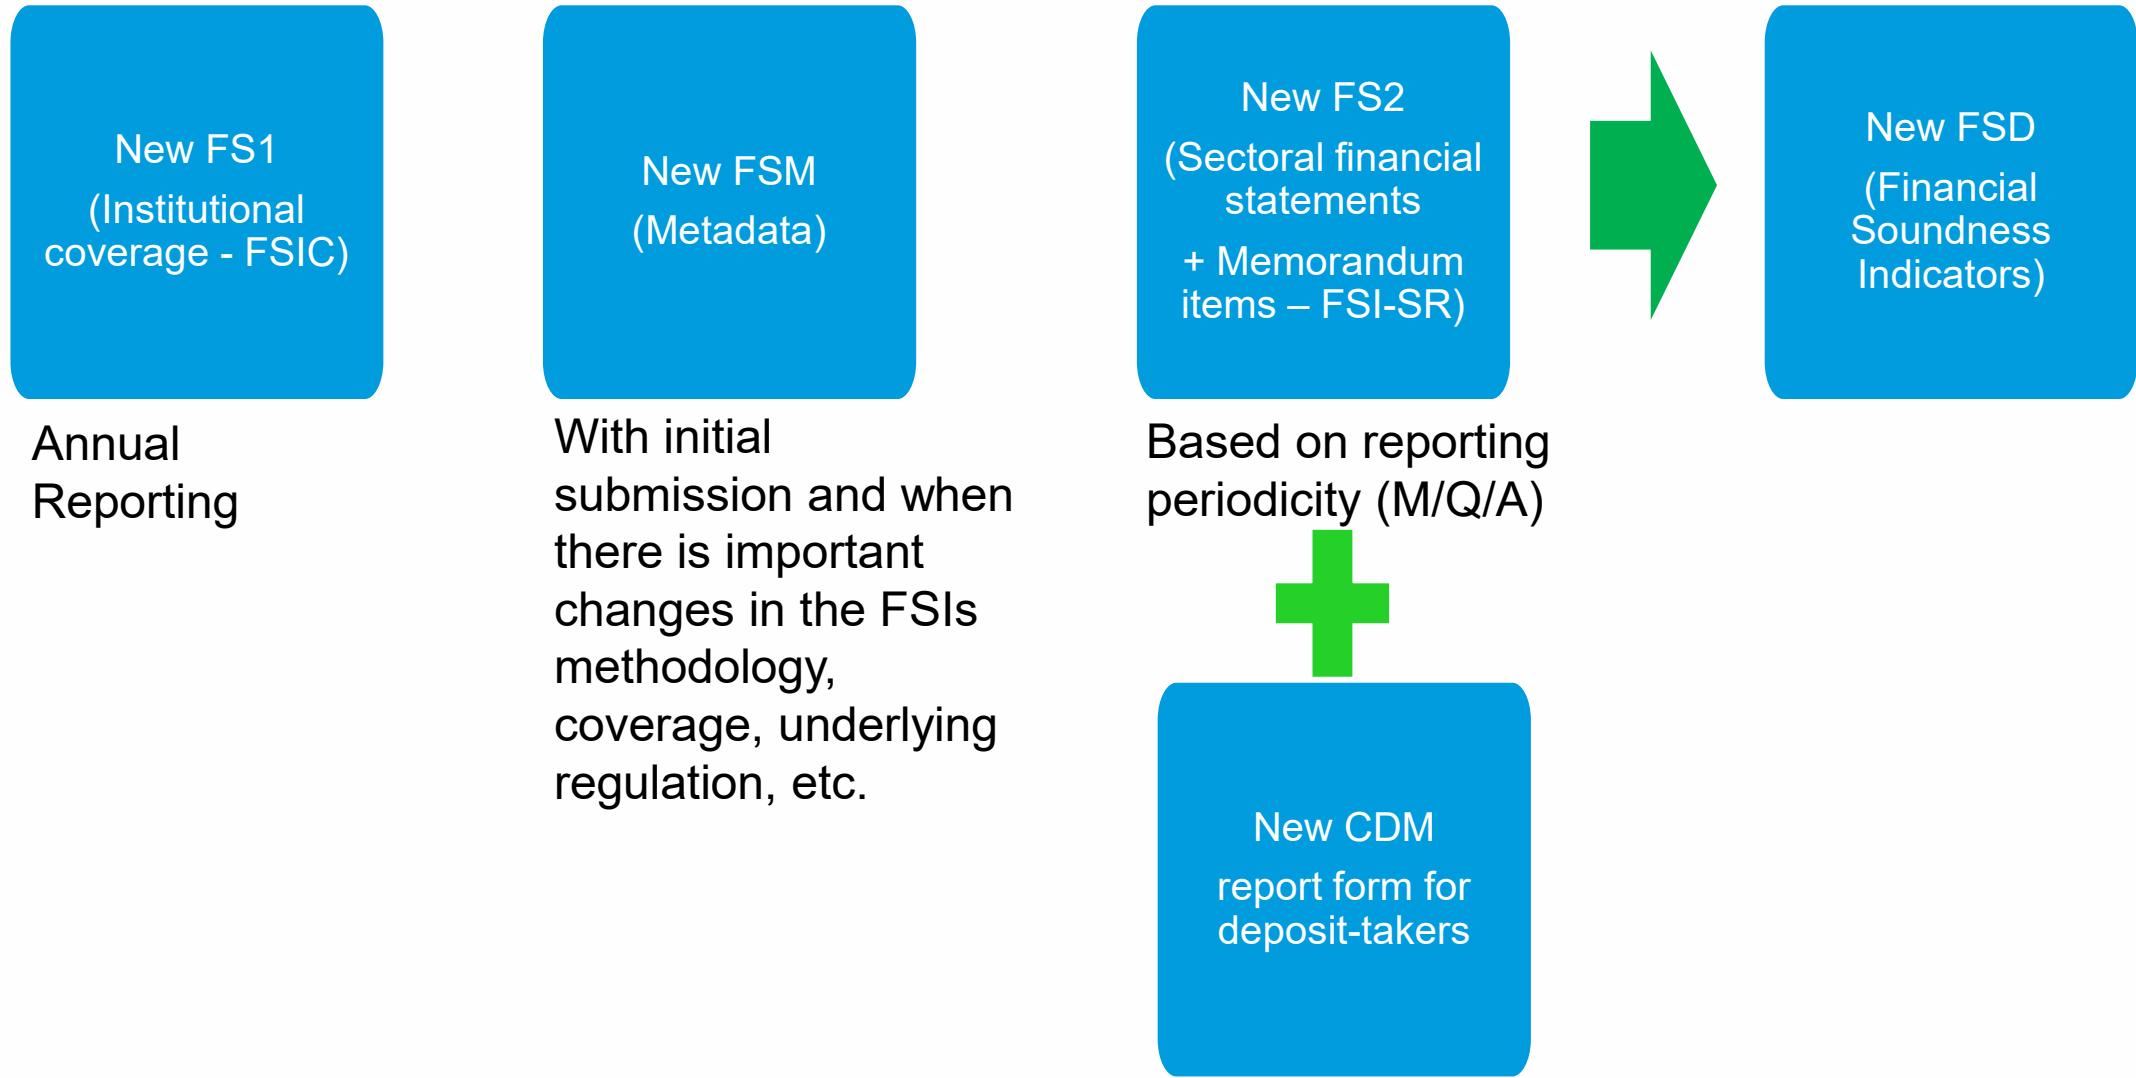 New FS1
(Institutional
coverage - FSIC)
Annual
Reporting
New FSM
(Metadata)
With initial
submission and when
there is important
changes in the FSIs
methodology,
coverage, underlying
regulation, etc.
New FS2
(Sectoral financial
statements
+ Memorandum
items – FSI-SR)
Based on reporting
periodicity (M/Q/A)
New CDM
report form for
deposit-takers
New FSD
(Financial
Soundness
Indicators)